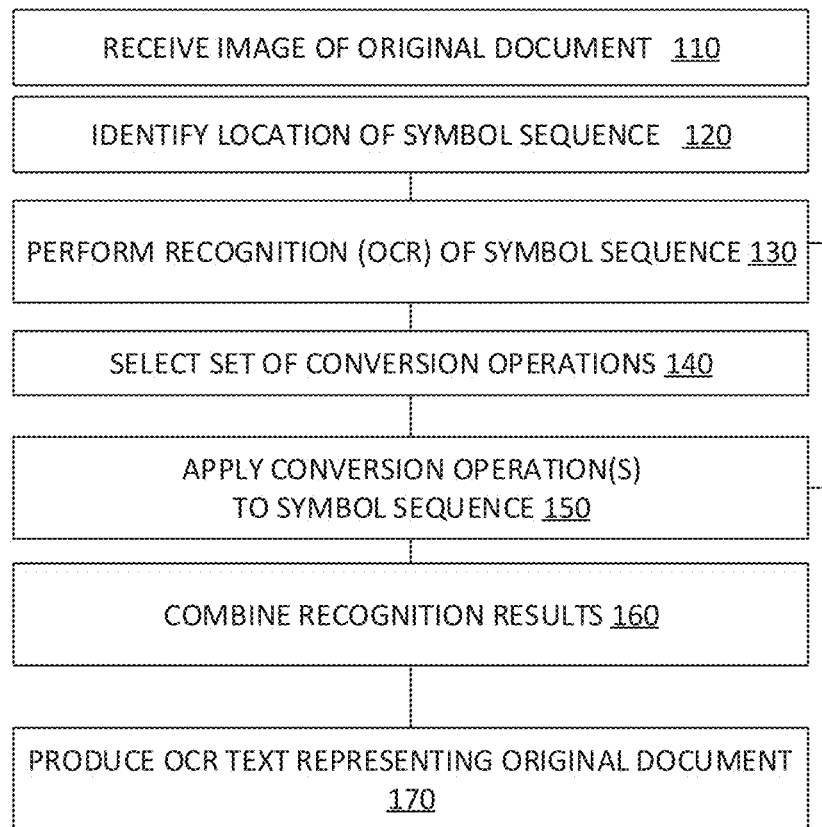 RECEIVE IMAGE OF ORIGINAL DOCUMENT 110
IDENTIFY LOCATION OF SYMBOL SEQUENCE 120
PERFORM RECOGNITION (OCR) OF SYMBOL SEQUENCE 130
SELECT SET OF CONVERSION OPERATIONS 140
APPLY CONVERSION OPERATION(S)
TO SYMBOL SEQUENCE 150
COMBINE RECOGNITION RESULTS 160
PRODUCE OCR TEXT REPRESENTING ORIGINAL DOCUMENT
170